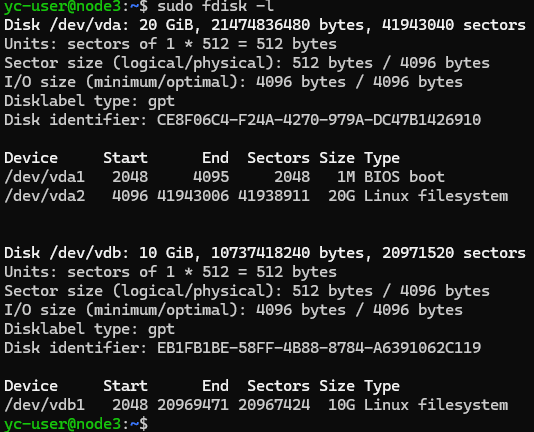 yc-user@node3:~$ sudo fdisk -l
Disk /dev/vda: 20 GiB, 21474836480 bytes, 41943040 sectors
Units: sectors of 1 * 512 = 512 bytes
Sector size (logical/physical): 512 bytes / 4096 bytes
I/O size (minimum/optimal): 4096 bytes / 4096 bytes
Disklabel type: gpt
Disk identifier: CE8F06C4-F24A-4270-979A-DC47B1426910
Device Start End Sectors Size Type
/dev/vda1 2048 4095 2048 1M BIOS boot
/dev/vda2 4096 41943006 41938911 20G Linux filesystem
Disk /dev/vdb: 10 GiB, 10737418240 bytes, 20971520 sectors
Units: sectors of 1 * 512 = 512 bytes
Sector size (logical/physical): 512 bytes / 4096 bytes
I/O size (minimum/optimal): 4096 bytes / 4096 bytes
Disklabel type: gpt
Disk identifier: EB1FB1BE-58FF-4B88-8784-A6391062C119
Device Start End Sectors Size Type
/dev/vdb1 2048 20969471 20967424 10G Linux filesystem
yc-user@node3:~$